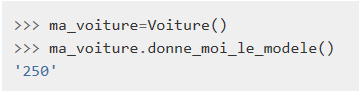 >>> ma_voiture=Voiture()
>>> ma_voiture.donne_moi_le_modele()
'250'